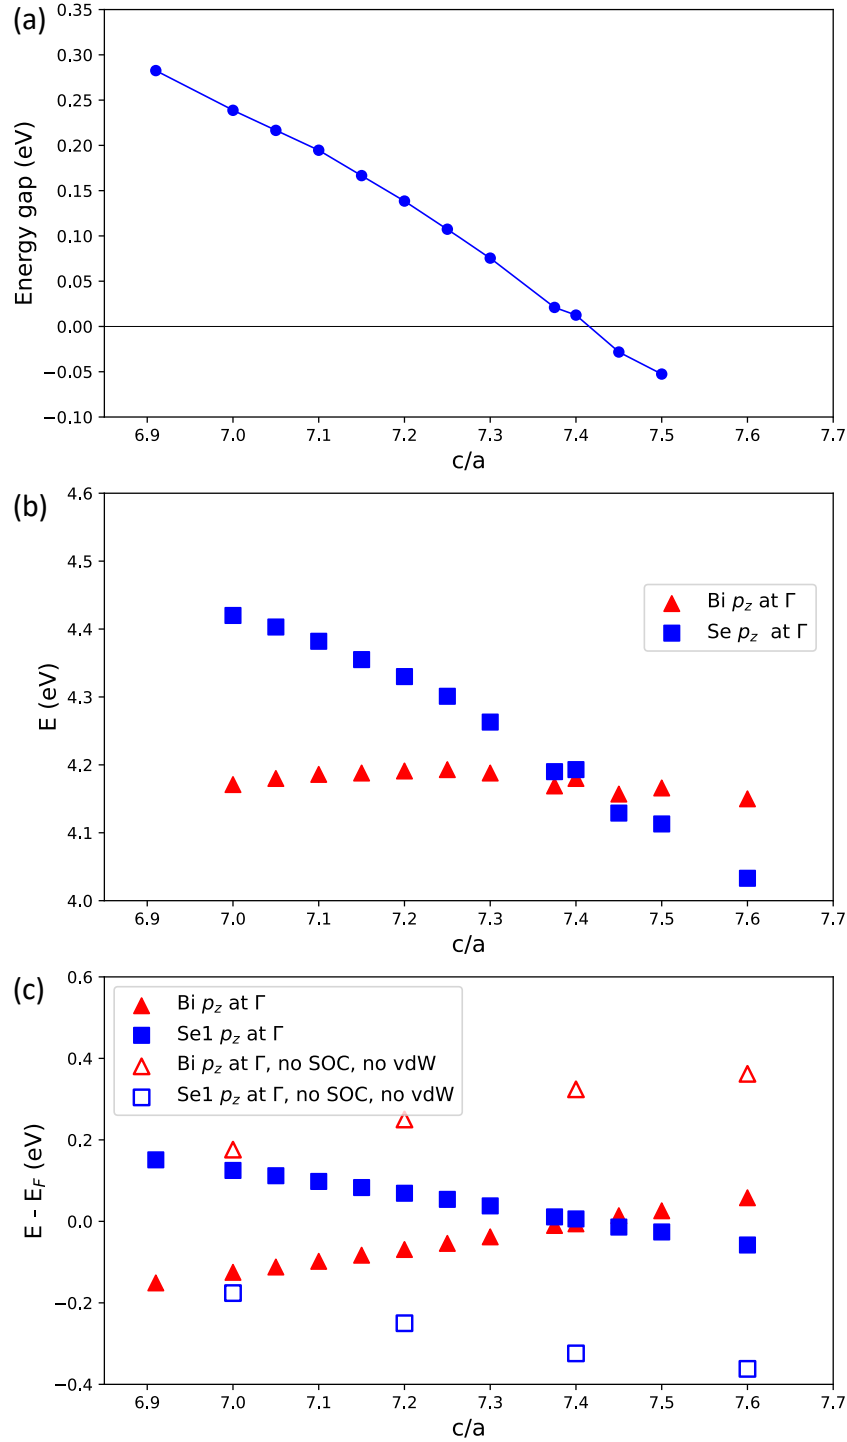 (a)
0.35
0.30
0.25
0.20
0.15
0.10
0.05
0.00
−0.05
−0.10
Energy gap (eV)
6.9 7.0 7.1 7.2 7.3 7.4 7.5 7.6 7.7
c/a
(b)
4.6
4.5
4.4
4.3
4.2
4.1
4.0
E (eV)
Bi p_z at Γ
Se p_z at Γ
6.9 7.0 7.1 7.2 7.3 7.4 7.5 7.6 7.7
c/a
(c)
0.6
0.4
0.2
0.0
−0.2
−0.4
E - E_F (eV)
Bi p_z at Γ
Se1 p_z at Γ
Bi p_z at Γ, no SOC, no vdW
Se1 p_z at Γ, no SOC, no vdW
6.9 7.0 7.1 7.2 7.3 7.4 7.5 7.6 7.7
c/a